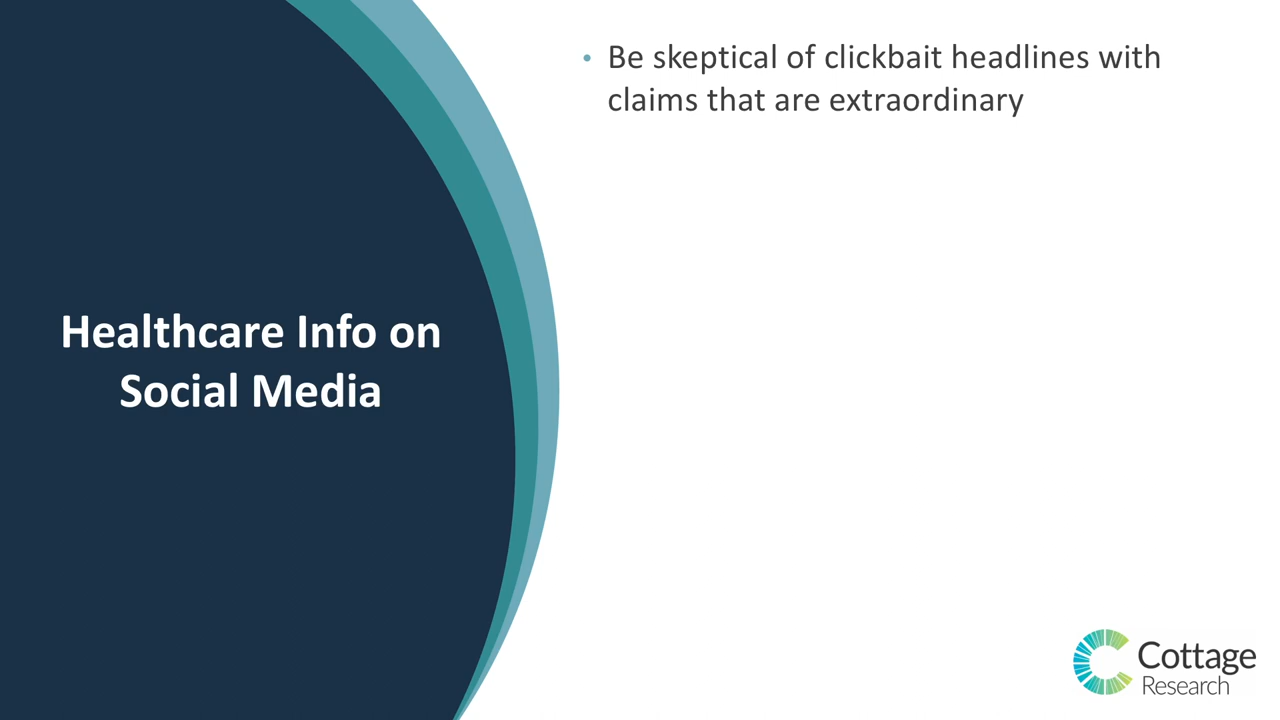 Healthcare Info on
Social Media
• Be skeptical of clickbait headlines with
claims that are extraordinary
Cottage
Research